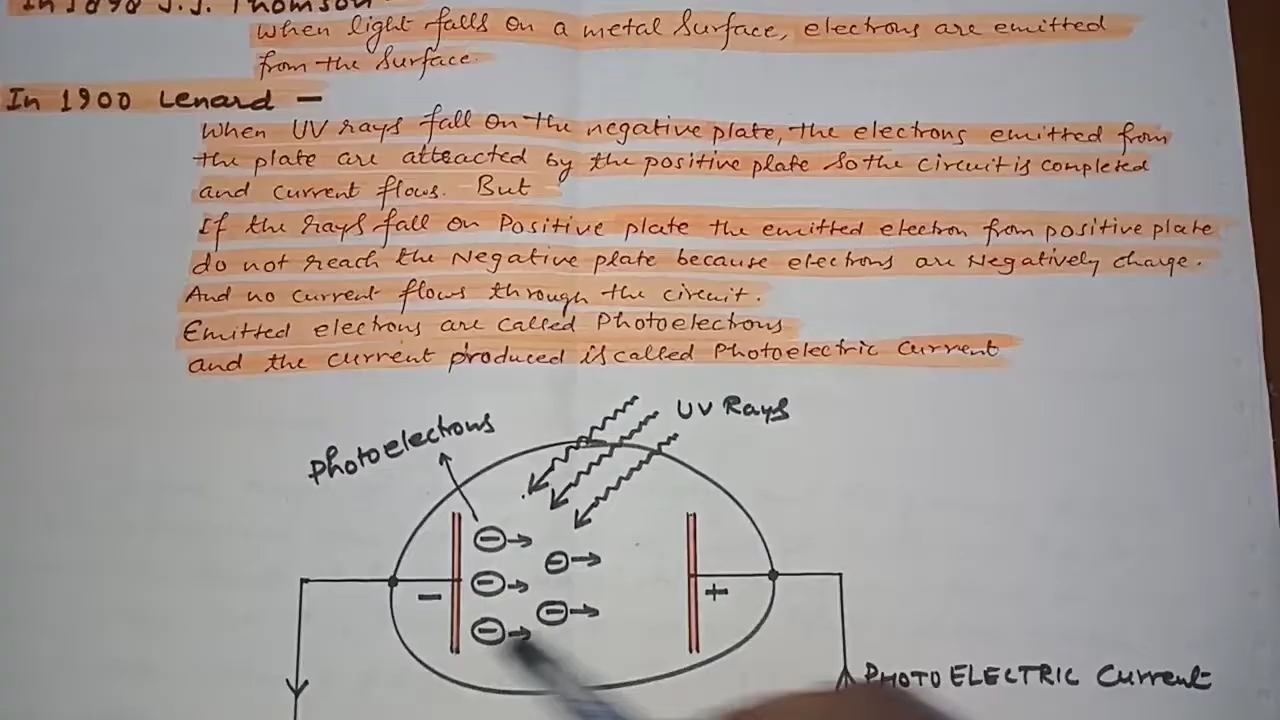 In 1898 J.J. Thomson -
When light falls on a metal Surface, electrons are emitted
from the Surface.
In 1900 Lenard –
When UV rays fall on the negative plate, the electrons emitted from
the plate are attracted by the positive plate So the circuit is completed
and current flows. But
If the rays fall on Positive plate the emitted electron from positive plate
do not reach the Negative plate because electrons are Negatively charge.
And no current flows through the circuit.
Emitted electrons are called Photoelectrons
and the current produced is called Photoelectric Current
UV Rays
Photoelectrons
- +
PHOTO ELECTRIC Current